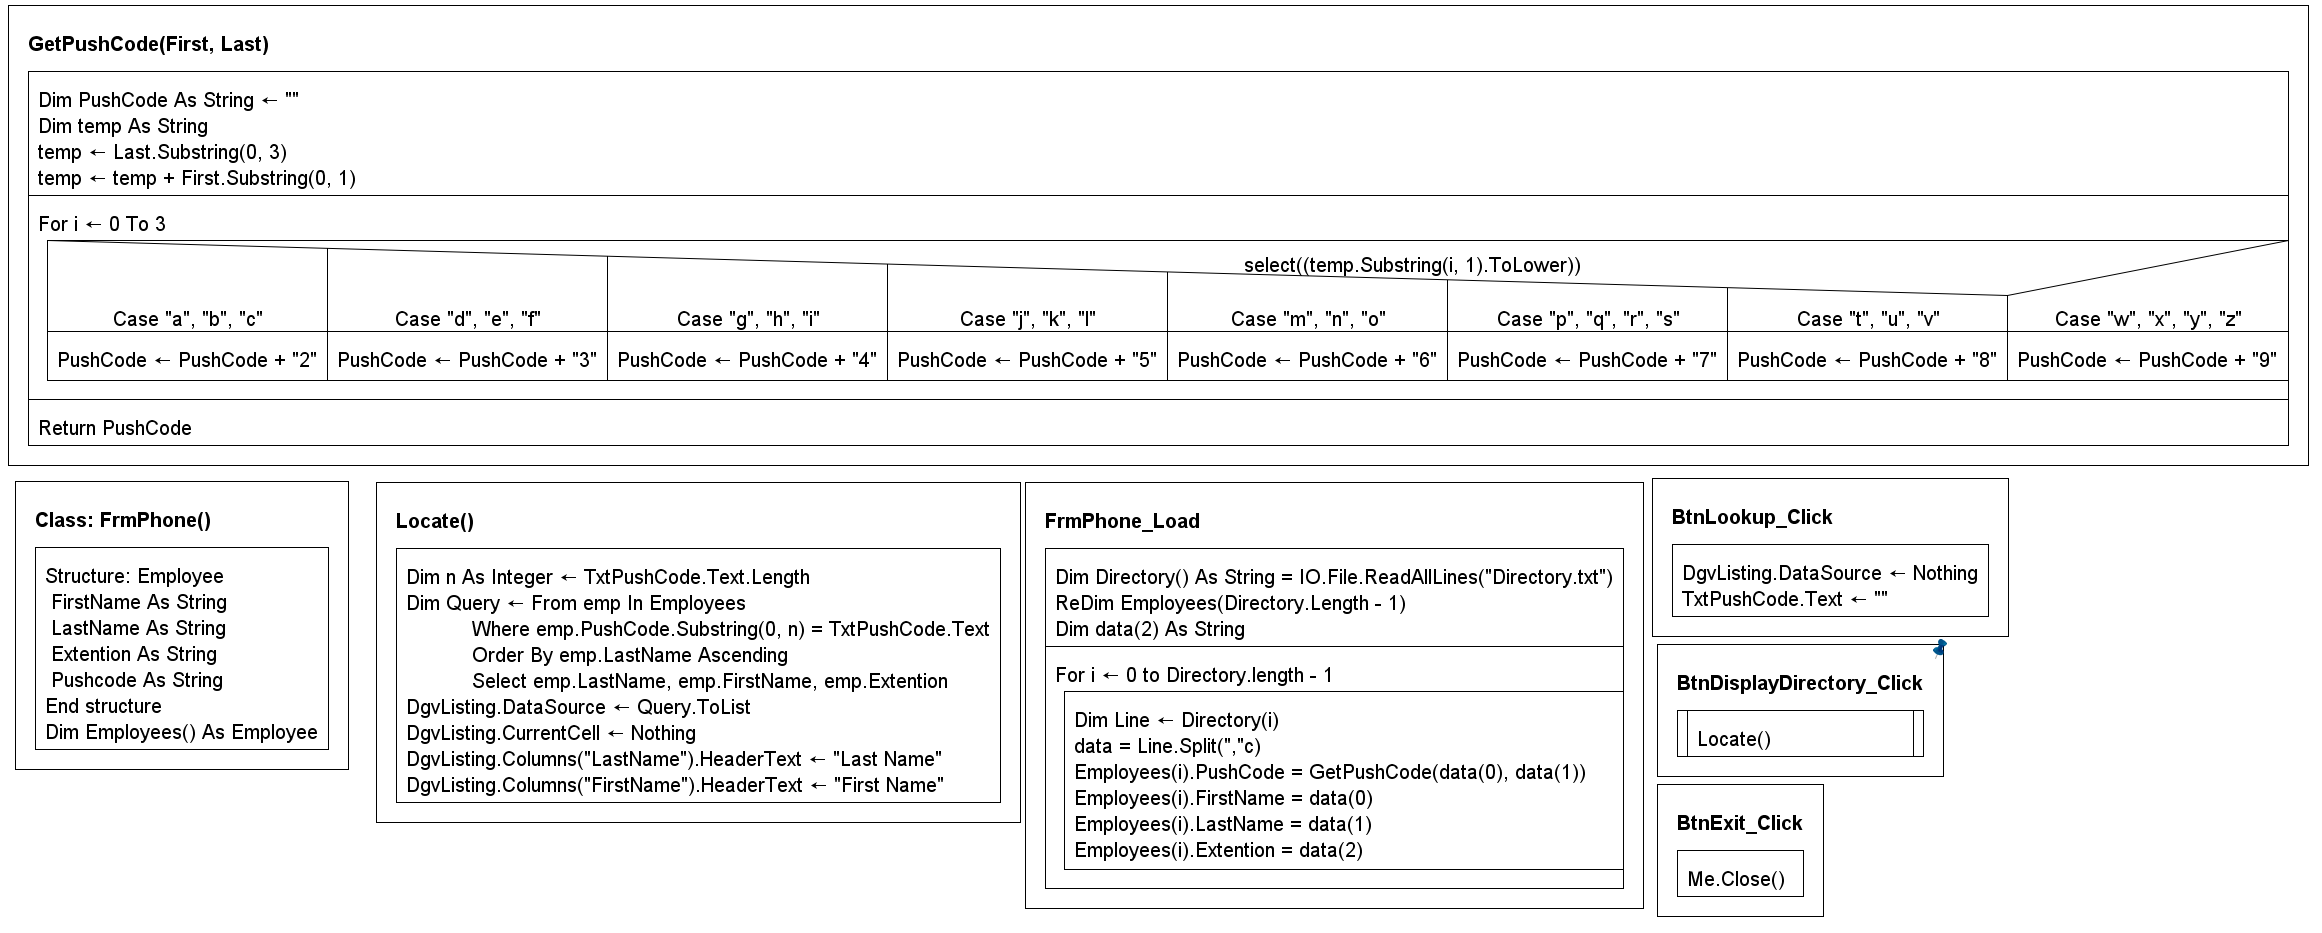 GetPushCode(First, Last)
Dim PushCode As String ← ""
Dim temp As String
temp ← Last.Substring(0, 3)
temp ← temp + First.Substring(0, 1)
For i ← 0 To 3
select((temp.Substring(i, 1).ToLower))
Case "a", "b", "c"
Case "d", "e", "f"
Case "g", "h", "i"
Case "j", "k", "l"
Case "m", "n", "o"
Case "p", "q", "r", "s"
Case "t", "u", "v"
Case "w", "x", "y", "z"
PushCode ← PushCode + "2"
PushCode ← PushCode + "3"
PushCode ← PushCode + "4"
PushCode ← PushCode + "5"
PushCode ← PushCode + "6"
PushCode ← PushCode + "7"
PushCode ← PushCode + "8"
PushCode ← PushCode + "9"
Return PushCode
Class: FrmPhone()
Structure: Employee
FirstName As String
LastName As String
Extention As String
Pushcode As String
End structure
Dim Employees() As Employee
Locate()
Dim n As Integer ← TxtPushCode.Text.Length
Dim Query ← From emp In Employees
Where emp.PushCode.Substring(0, n) = TxtPushCode.Text
Order By emp.LastName Ascending
Select emp.LastName, emp.FirstName, emp.Extention
DgvListing.DataSource ← Query.ToList
DgvListing.CurrentCell ← Nothing
DgvListing.Columns("LastName").HeaderText ← "Last Name"
DgvListing.Columns("FirstName").HeaderText ← "First Name"
FrmPhone_Load
Dim Directory() As String = IO.File.ReadAllLines("Directory.txt")
ReDim Employees(Directory.Length - 1)
Dim data(2) As String
For i ← 0 to Directory.length - 1
Dim Line ← Directory(i)
data = Line.Split(","c)
Employees(i).PushCode = GetPushCode(data(0), data(1))
Employees(i).FirstName = data(0)
Employees(i).LastName = data(1)
Employees(i).Extention = data(2)
BtnLookup_Click
DgvListing.DataSource ← Nothing
TxtPushCode.Text ← ""
BtnDisplayDirectory_Click
Locate()
BtnExit_Click
Me.Close()